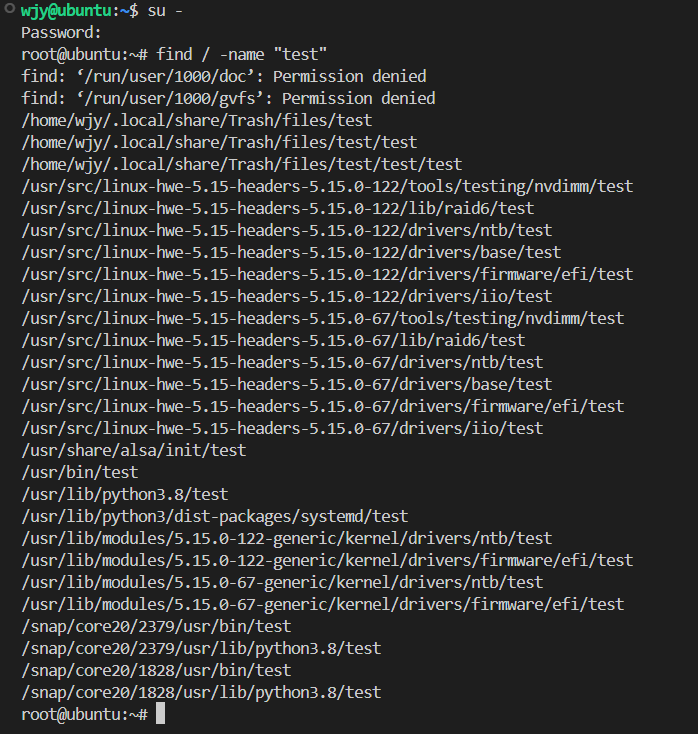 wjy@ubuntu:~$ su -
Password:
root@ubuntu:~# find / -name "test"
find: ‘/run/user/1000/doc’: Permission denied
find: ‘/run/user/1000/gvfs’: Permission denied
/home/wjy/.local/share/Trash/files/test
/home/wjy/.local/share/Trash/files/test/test
/home/wjy/.local/share/Trash/files/test/test/test
/usr/src/linux-hwe-5.15-headers-5.15.0-122/tools/testing/nvdimm/test
/usr/src/linux-hwe-5.15-headers-5.15.0-122/lib/raid6/test
/usr/src/linux-hwe-5.15-headers-5.15.0-122/drivers/ntb/test
/usr/src/linux-hwe-5.15-headers-5.15.0-122/drivers/base/test
/usr/src/linux-hwe-5.15-headers-5.15.0-122/drivers/firmware/efi/test
/usr/src/linux-hwe-5.15-headers-5.15.0-122/drivers/iio/test
/usr/src/linux-hwe-5.15-headers-5.15.0-67/tools/testing/nvdimm/test
/usr/src/linux-hwe-5.15-headers-5.15.0-67/lib/raid6/test
/usr/src/linux-hwe-5.15-headers-5.15.0-67/drivers/ntb/test
/usr/src/linux-hwe-5.15-headers-5.15.0-67/drivers/base/test
/usr/src/linux-hwe-5.15-headers-5.15.0-67/drivers/firmware/efi/test
/usr/src/linux-hwe-5.15-headers-5.15.0-67/drivers/iio/test
/usr/share/alsa/init/test
/usr/bin/test
/usr/lib/python3.8/test
/usr/lib/python3/dist-packages/systemd/test
/usr/lib/modules/5.15.0-122-generic/kernel/drivers/ntb/test
/usr/lib/modules/5.15.0-122-generic/kernel/drivers/firmware/efi/test
/usr/lib/modules/5.15.0-67-generic/kernel/drivers/ntb/test
/usr/lib/modules/5.15.0-67-generic/kernel/drivers/firmware/efi/test
/snap/core20/2379/usr/bin/test
/snap/core20/2379/usr/lib/python3.8/test
/snap/core20/1828/usr/bin/test
/snap/core20/1828/usr/lib/python3.8/test
root@ubuntu:~#